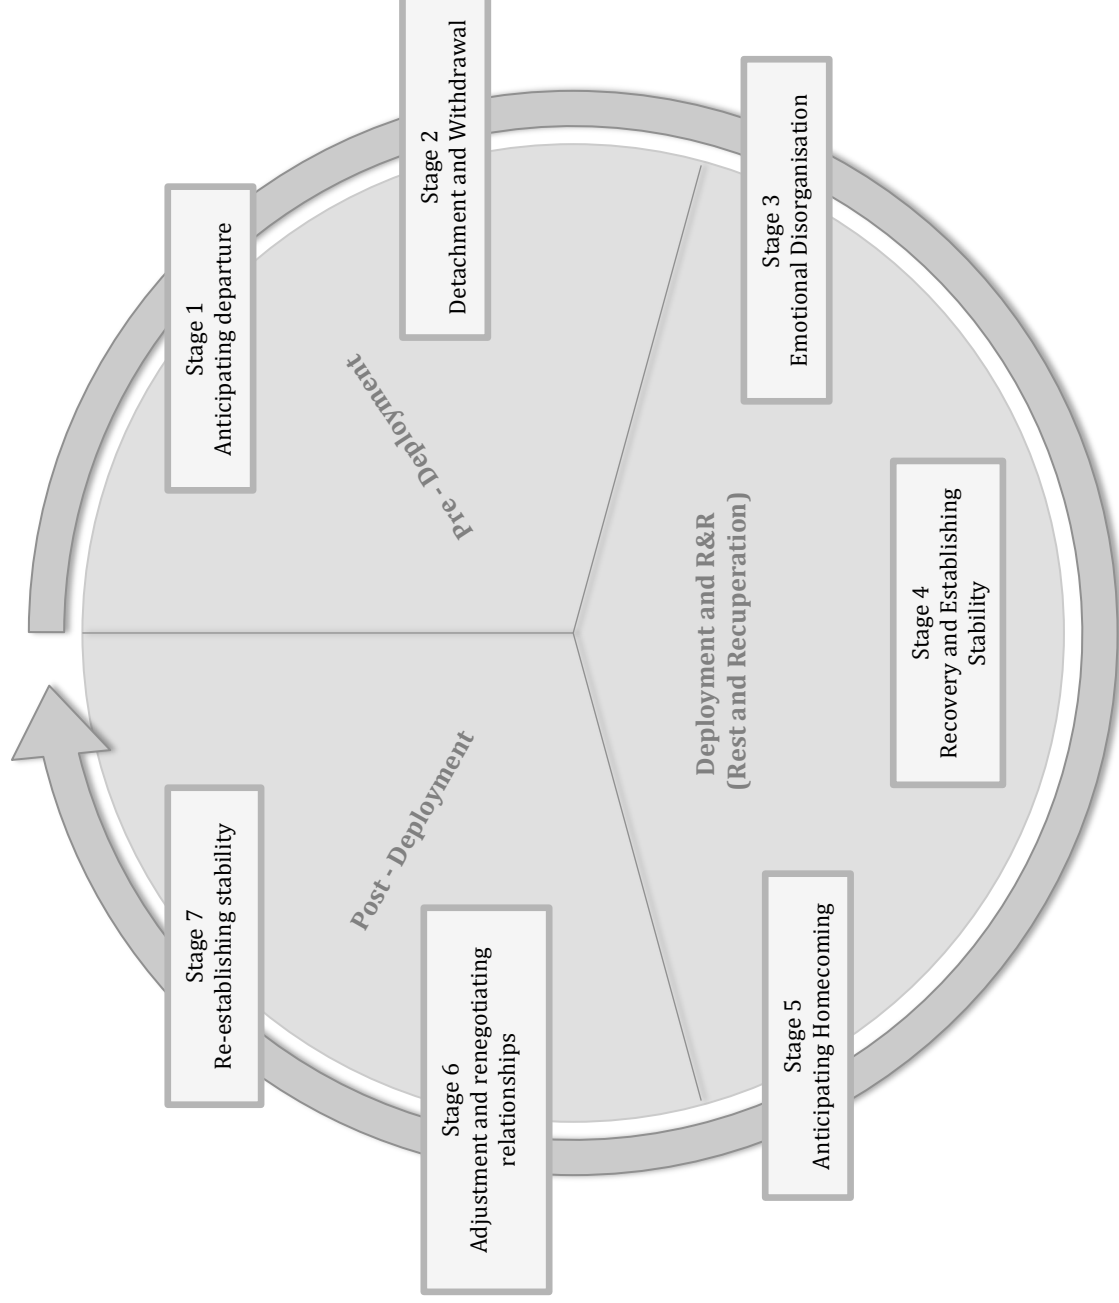 Stage 1
Anticipating departure
Stage 2
Detachment and Withdrawal
Pre - Deployment
Stage 3
Emotional Disorganisation
Deployment and R&R
(Rest and Recuperation)
Stage 4
Recovery and Establishing
Stability
Stage 5
Anticipating Homecoming
Post - Deployment
Stage 6
Adjustment and renegotiating
relationships
Stage 7
Re-establishing stability